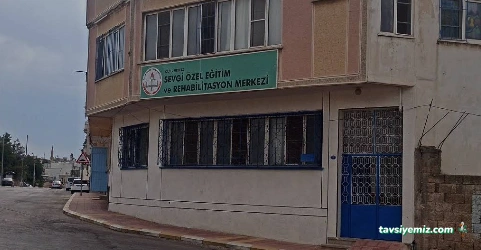 SEVGİ ÖZEL EĞİTİM
ve REHABİLİTASYON MERKEZİ
tavsiyemiz.com